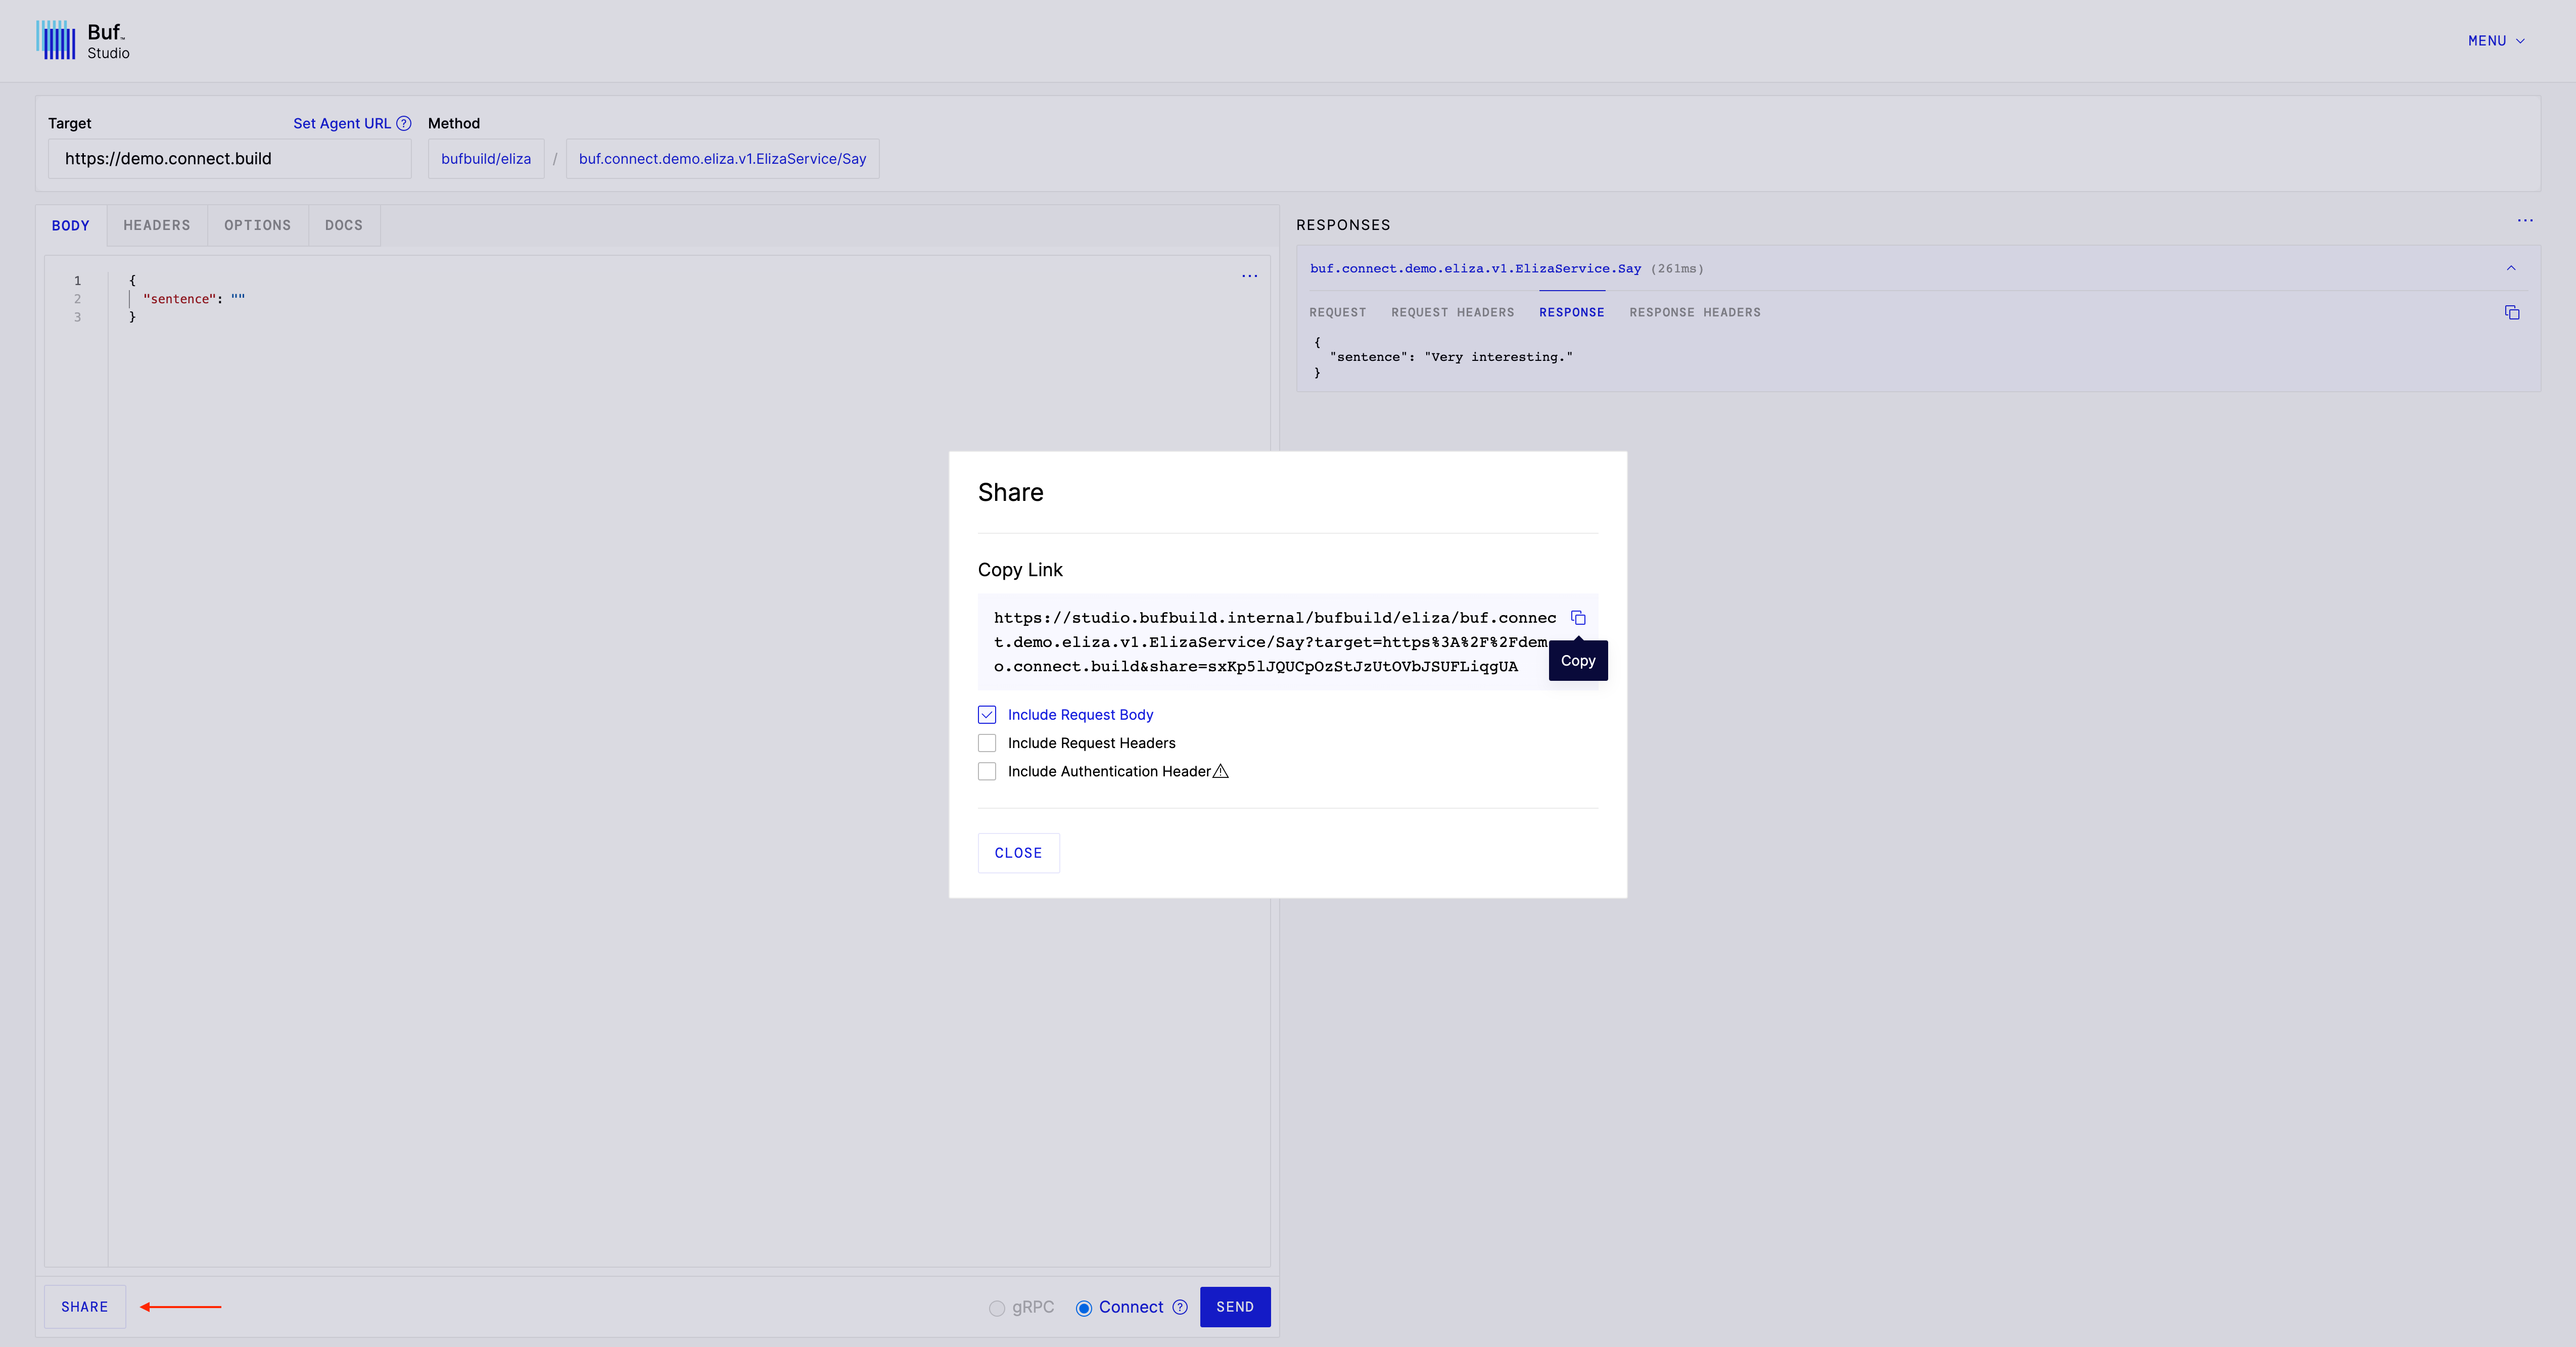 Buf™
Studio
MENU
Target
Set Agent URL ?
Method
https://demo.connect.build
bufbuild/eliza
/
buf.connect.demo.eliza.v1.ElizaService/Say
BODY
HEADERS
OPTIONS
DOCS
...
1 {
2 "sentence": ""
3 }
RESPONSES
...
buf.connect.demo.eliza.v1.ElizaService.Say (261ms)
REQUEST
REQUEST HEADERS
RESPONSE
RESPONSE HEADERS
{
"sentence": "Very interesting."
}
Share
Copy Link
https://studio.bufbuild.internal/bufbuild/eliza/buf.connec
t.demo.eliza.v1.ElizaService/Say?target=https%3A%2F%2Fdem
o.connect.build&share=sxKp5lJQUCpOzStJzUtOVbJSUFLiqgUA
Copy
Include Request Body
Include Request Headers
Include Authentication Header
CLOSE
SHARE
gRPC
Connect ?
SEND